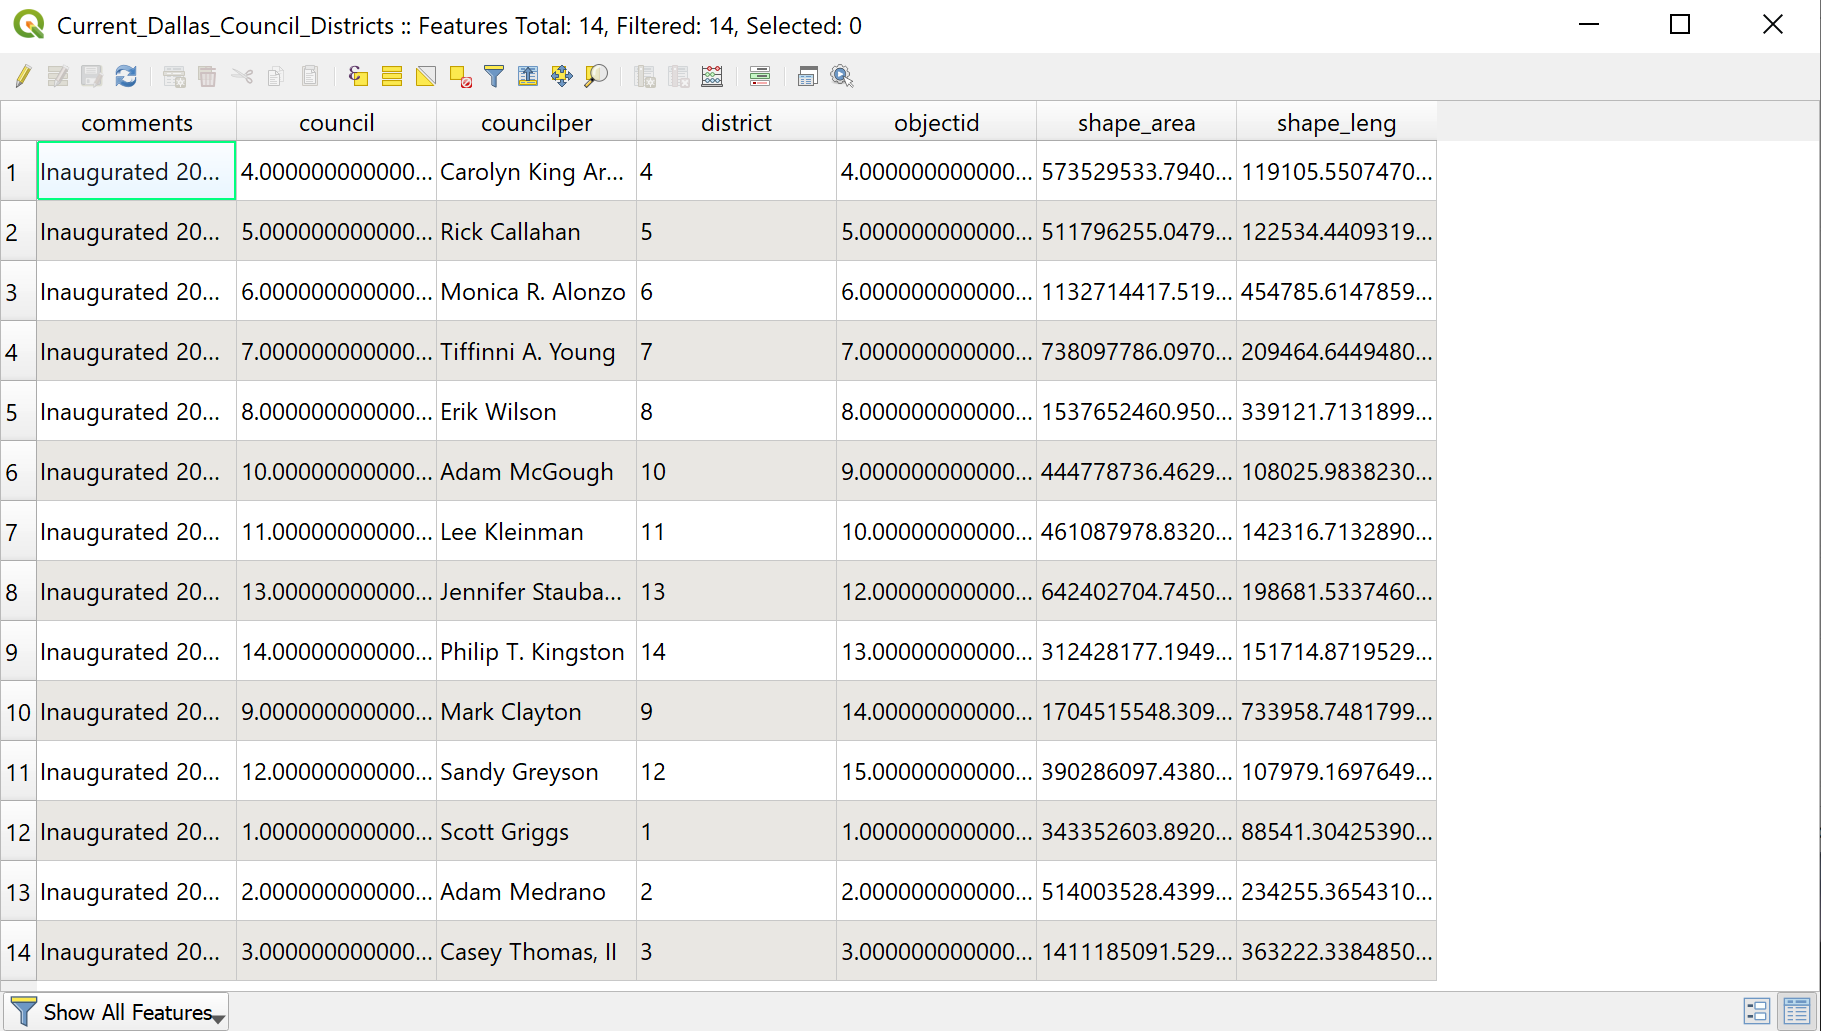 Current_Dallas_Council_Districts :: Features Total: 14, Filtered: 14, Selected: 0
comments council councilper district objectid shape_area shape_leng
1 Inaugurated 20... 4.000000000000... Carolyn King Ar... 4 4.000000000000... 573529533.7940... 119105.5507470...
2 Inaugurated 20... 5.000000000000... Rick Callahan 5 5.000000000000... 511796255.0479... 122534.4409319...
3 Inaugurated 20... 6.000000000000... Monica R. Alonzo 6 6.000000000000... 1132714417.519... 454785.6147859...
4 Inaugurated 20... 7.000000000000... Tiffinni A. Young 7 7.000000000000... 738097786.0970... 209464.6449480...
5 Inaugurated 20... 8.000000000000... Erik Wilson 8 8.000000000000... 1537652460.950... 339121.7131899...
6 Inaugurated 20... 10.00000000000... Adam McGough 10 9.000000000000... 444778736.4629... 108025.9838230...
7 Inaugurated 20... 11.00000000000... Lee Kleinman 11 10.00000000000... 461087978.8320... 142316.7132890...
8 Inaugurated 20... 13.00000000000... Jennifer Stauba... 13 12.00000000000... 642402704.7450... 198681.5337460...
9 Inaugurated 20... 14.00000000000... Philip T. Kingston 14 13.00000000000... 312428177.1949... 151714.8719529...
10 Inaugurated 20... 9.000000000000... Mark Clayton 9 14.00000000000... 1704515548.309... 733958.7481799...
11 Inaugurated 20... 12.00000000000... Sandy Greyson 12 15.00000000000... 390286097.4380... 107979.1697649...
12 Inaugurated 20... 1.000000000000... Scott Griggs 1 1.000000000000... 343352603.8920... 88541.30425390...
13 Inaugurated 20... 2.000000000000... Adam Medrano 2 2.000000000000... 514003528.4399... 234255.3654310...
14 Inaugurated 20... 3.000000000000... Casey Thomas, II 3 3.000000000000... 1411185091.529... 363222.3384850...
Show All Features